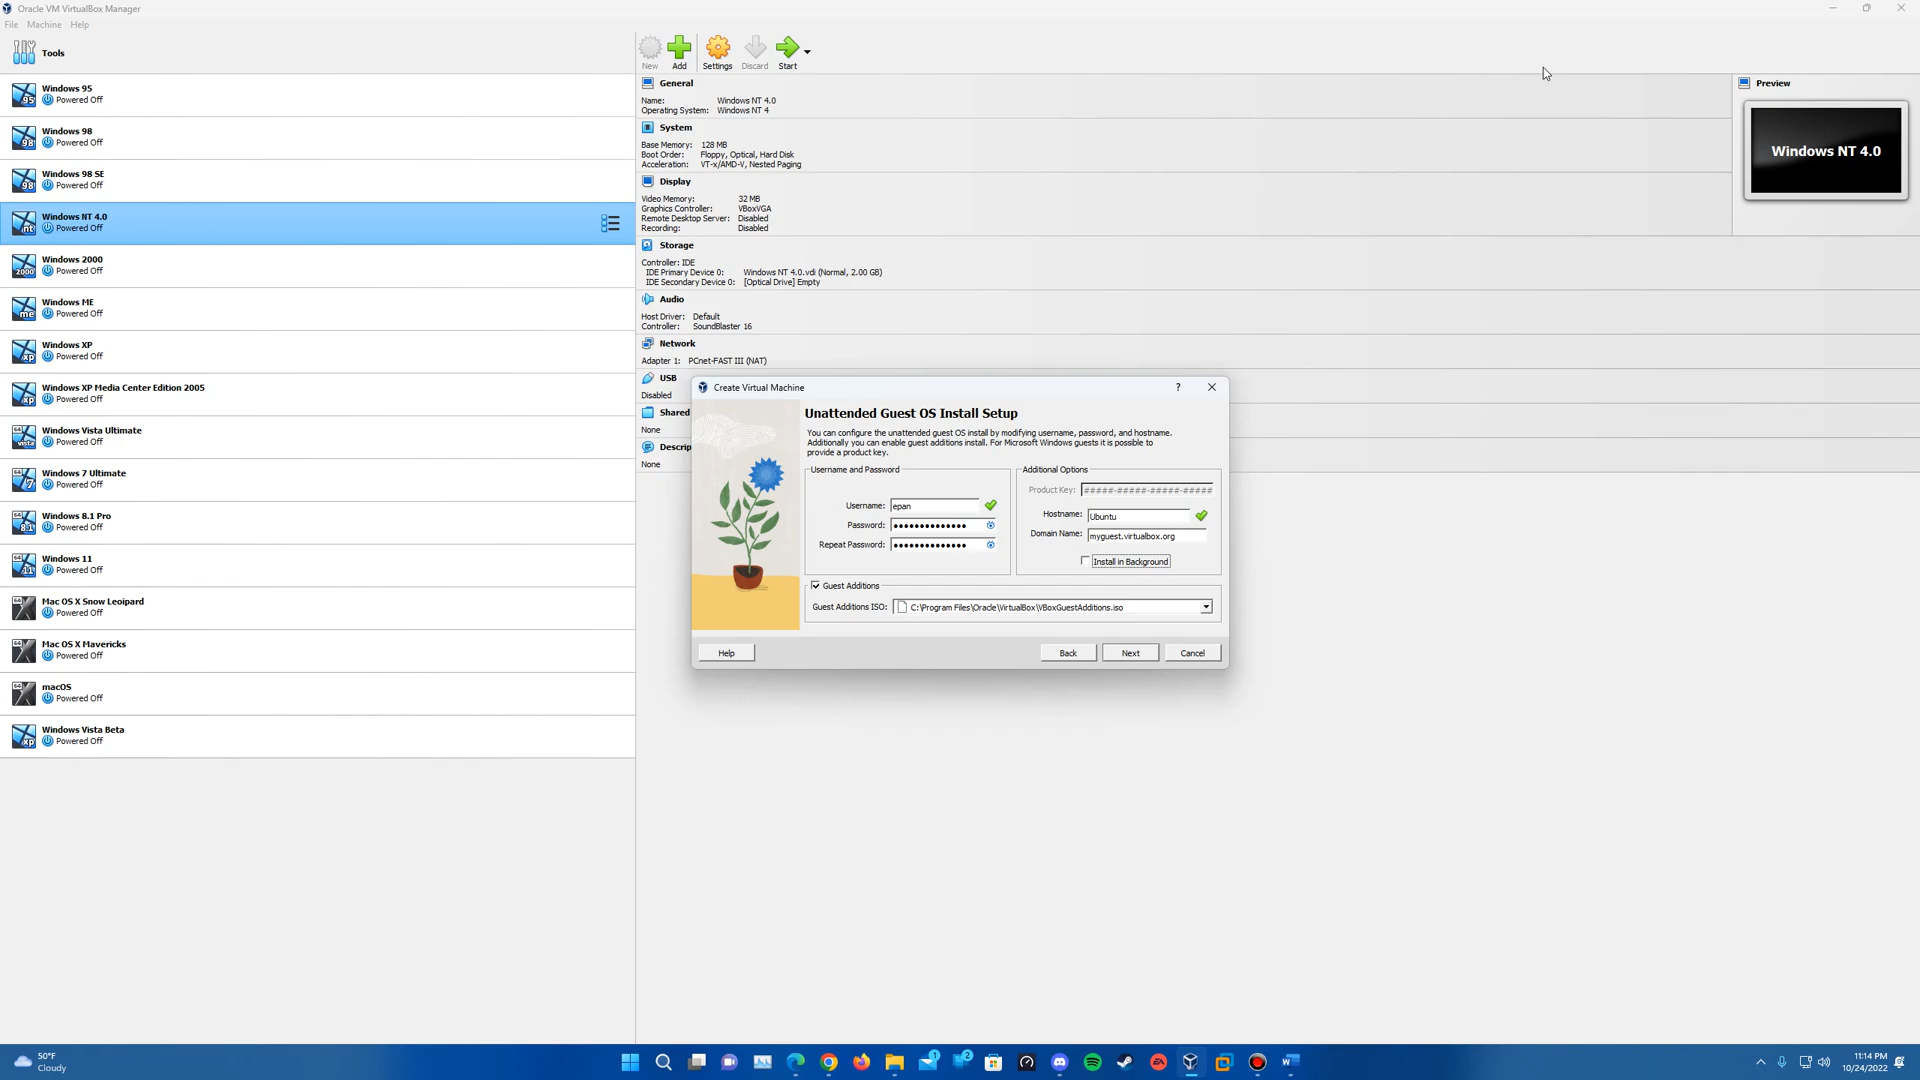 Oracle VM VirtualBox Manager
File Machine Help
Tools
Windows 95
Powered Off
Windows 98
Powered Off
Windows 98 SE
Powered Off
Windows NT 4.0
Powered Off
Windows 2000
Powered Off
Windows ME
Powered Off
Windows XP
Powered Off
Windows XP Media Center Edition 2005
Powered Off
Windows Vista Ultimate
Powered Off
Windows 7 Ultimate
Powered Off
Windows 8.1 Pro
Powered Off
Windows 11
Powered Off
Mac OS X Snow Leoipard
Powered Off
Mac OS X Mavericks
Powered Off
macOS
Powered Off
Windows Vista Beta
Powered Off
New Add Settings Discard Start
General
Name: Windows NT 4.0
Operating System: Windows NT 4
System
Base Memory: 128 MB
Boot Order: Floppy, Optical, Hard Disk
Acceleration: VT-x/AMD-V, Nested Paging
Display
Video Memory: 32 MB
Graphics Controller: VBoxVGA
Remote Desktop Server: Disabled
Recording: Disabled
Storage
Controller: IDE
IDE Primary Device 0: Windows NT 4.0.vdi (Normal, 2.00 GB)
IDE Secondary Device 0: [Optical Drive] Empty
Audio
Host Driver: Default
Controller: SoundBlaster 16
Network
Adapter 1: PCnet-FAST III (NAT)
USB
Disabled
Shared
None
Descrip
None
Preview
Windows NT 4.0
Create Virtual Machine
Unattended Guest OS Install Setup
You can configure the unattended guest OS install by modifying username, password, and hostname.
Additionally you can enable guest additions install. For Microsoft Windows guests it is possible to
provide a product key.
Username and Password
Username: epan
Password: ••••••••••••••
Repeat Password: ••••••••••••••
Additional Options
Product Key: #####-#####-#####-#####
Hostname: Ubuntu
Domain Name: myguest.virtualbox.org
Install in Background
Guest Additions
Guest Additions ISO: C:\Program Files\Oracle\VirtualBox\VBoxGuestAdditions.iso
Help Back Next Cancel
50°F
Cloudy
11:14 PM
10/24/2022